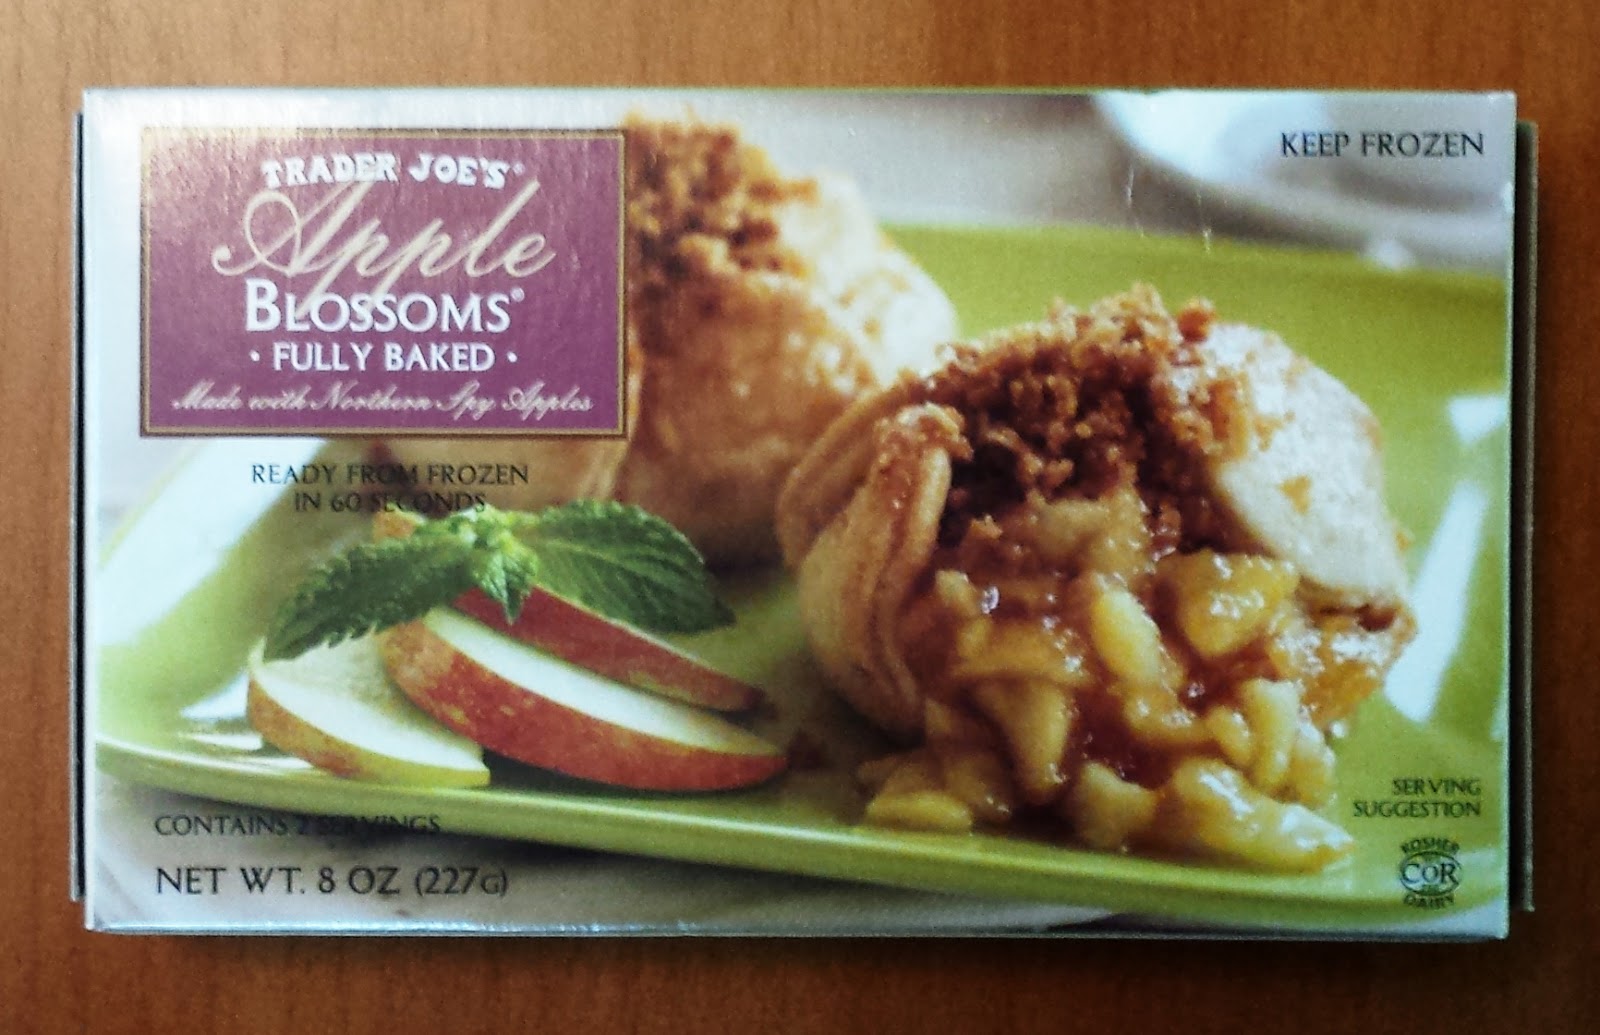 TRADER JOE'S®
Apple
BLOSSOMS®
• FULLY BAKED •
Made with Northern Spy Apples
READY FROM FROZEN
IN 60 SECONDS
KEEP FROZEN
CONTAINS 2 SERVINGS
NET WT. 8 OZ (227G)
SERVING
SUGGESTION
KOSHER
COR
DAIRY